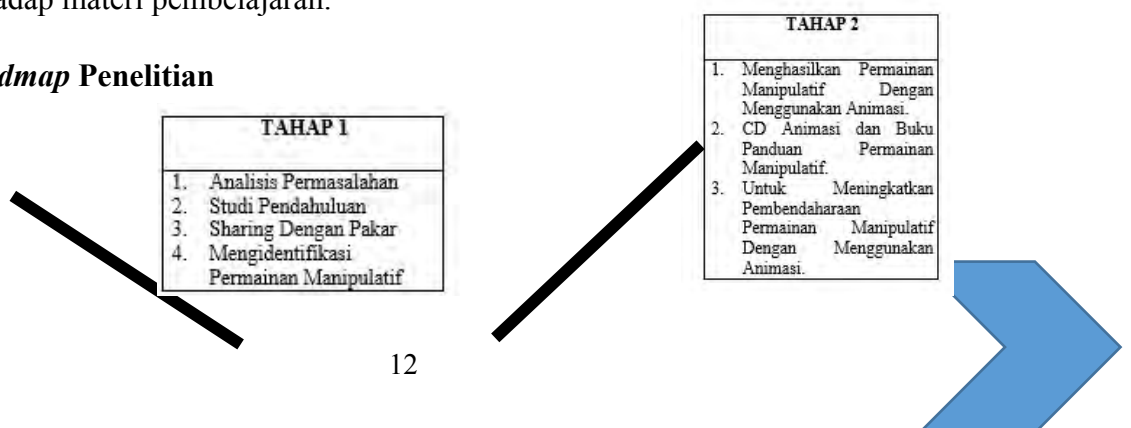 adap materi pembelajaran.
dmap Penelitian
TAHAP 1
1. Analisis Permasalahan
2. Studi Pendahuluan
3. Sharing Dengan Pakar
4. Mengidentifikasi
Permainan Manipulatif
TAHAP 2
1. Menghasilkan Permainan
Manipulatif Dengan
Menggunakan Animasi.
2. CD Animasi dan Buku
Panduan Permainan
Manipulatif.
3. Untuk Meningkatkan
Pembendaharaan
Permainan Manipulatif
Dengan Menggunakan
Animasi.
12